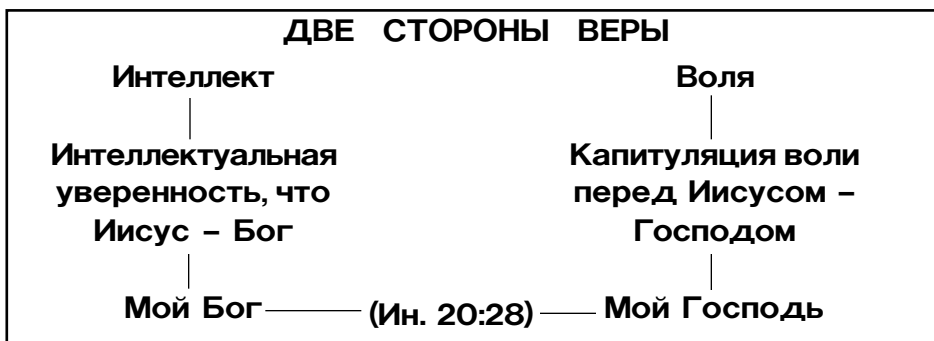 ДВЕ СТОРОНЫ ВЕРЫ
Интеллект
Воля
Интеллектуальная
уверенность, что
Иисус – Бог
Капитуляция воли
перед Иисусом –
Господом
Мой Бог (Ин. 20:28) Мой Господь